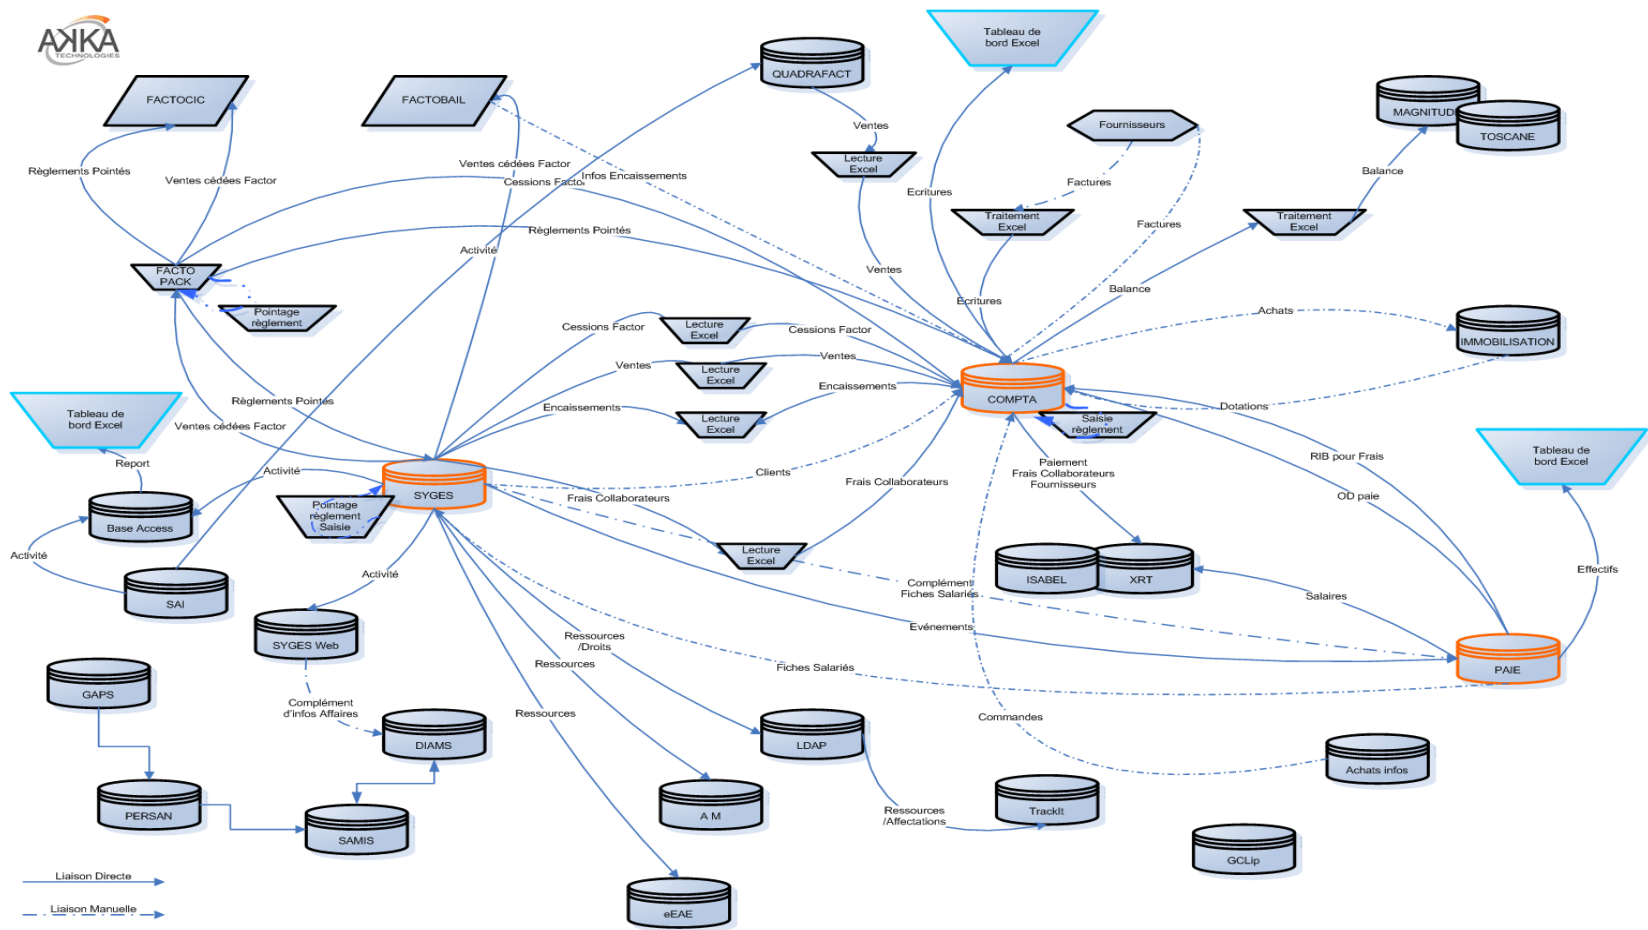 AKKA
TECHNOLOGIES
Tableau de
bord Excel
QUADRAFACT
FACTOCIC
FACTOBAIL
MAGNITUD
TOSCANE
Fournisseurs
Ventes
Lecture
Excel
Ventes cédées Factor
Règlements Pointés
Ventes cédées Factor
Cessions Factor
Infos Encaissements
Ecritures
Factures
Balance
Traitement
Excel
Traitement
Excel
Factures
Règlements Pointés
Activité
Ventes
FACTO
PACK
Pointage
règlement
Ecritures
Balance
Achats
Cessions Factor
Lecture
Excel
Cessions Factor
IMMOBILISATION
Ventes
Lecture
Excel
Ventes
Encaissements
COMPTA
Règlements Pointés
Encaissements
Lecture
Excel
Dotations
Saisie
règlement
Tableau de
bord Excel
Ventes cédées Factor
Report
Activité
Clients
Paiement
Frais Collaborateurs
Fournisseurs
RIB pour Frais
Tableau de
bord Excel
Frais Collaborateurs
OD paie
SYGES
Frais Collaborateurs
Pointage
règlement
Saisie
Base Access
Activité
Lecture
Excel
ISABEL
XRT
Effectifs
Activité
SAI
Complément
Fiches Salariés
Salaires
Evénements
SYGES Web
Ressources
/Droits
Ressources
Fiches Salariés
PAIE
GAPS
Complément
d'infos Affaires
Ressources
Commandes
DIAMS
LDAP
Achats infos
PERSAN
SAMIS
A M
Ressources
/Affectations
TrackIt
GCLip
Liaison Directe
Liaison Manuelle
eEAE